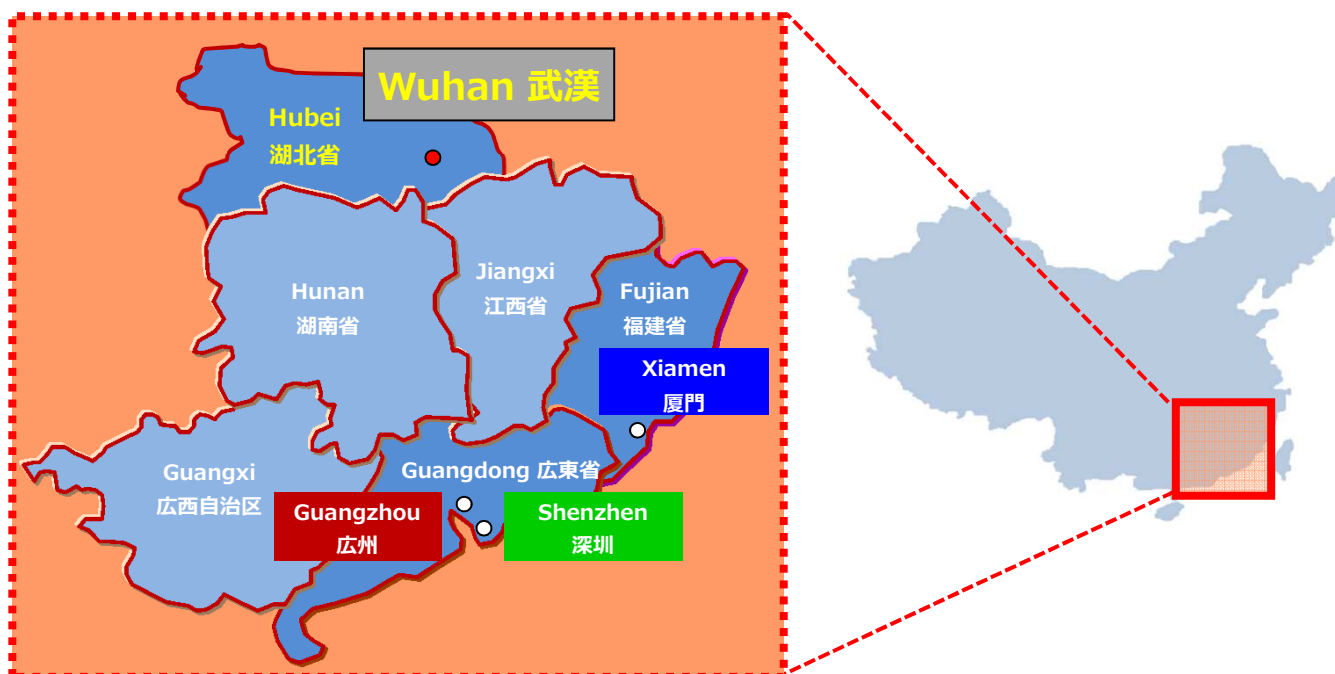 Wuhan 武漢
Hubei
湖北省
Jiangxi
江西省
Hunan
湖南省
Fujian
福建省
Xiamen
厦門
Guangxi
広西自治区
Guangdong 広東省
Guangzhou
広州
Shenzhen
深圳